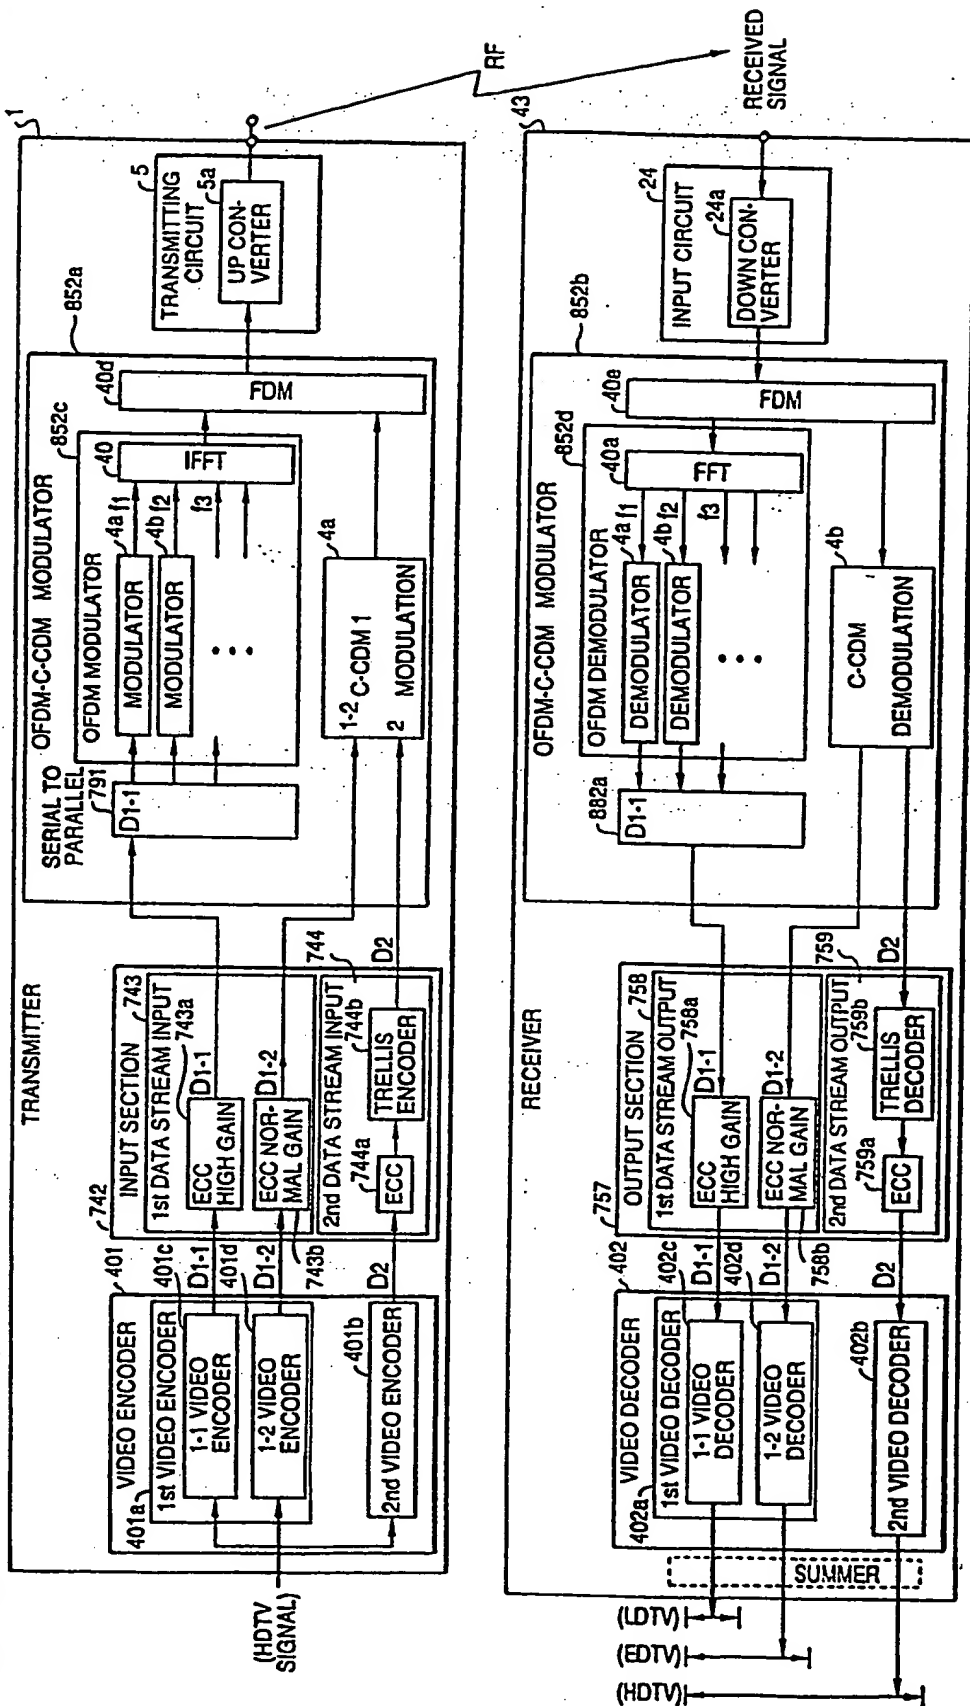 TRANSMITTER
1
(HDTV
SIGNAL)
VIDEO ENCODER
401
401a
1st VIDEO ENCODER
401c
1-1 VIDEO
ENCODER
D1-1
401d
1-2 VIDEO
ENCODER
D1-2
401b
2nd VIDEO ENCODER
D2
742
INPUT SECTION
743
1st DATA STREAM INPUT
743a
ECC
HIGH GAIN
D1-1
ECC NOR-
MAL GAIN
D1-2
743b
744
2nd DATA STREAM INPUT
744a
ECC
744b
TRELLIS
ENCODER
D2
SERIAL TO
PARALLEL
791
D1-1
OFDM-C-CDM MODULATOR
852a
OFDM MODULATOR
852c
MODULATOR
4a
f1
MODULATOR
4b
f2
f3
40
IFFT
40d
FDM
1-2 C-CDM 1
2 MODULATION
4a
TRANSMITTING
CIRCUIT
5
5a
UP CON-
VERTER
RF
RECEIVED
SIGNAL
RECEIVER
43
INPUT CIRCUIT
24
24a
DOWN CON-
VERTER
OFDM-C-CDM MODULATOR
852b
40e
FDM
OFDM DEMODULATOR
852d
40a
FFT
DEMODULATOR
4a
f1
DEMODULATOR
4b
f2
f3
882a
D1-1
C-CDM
DEMODULATION
4b
757
OUTPUT SECTION
758
1st DATA STREAM OUTPUT
758a
ECC
HIGH GAIN
D1-1
ECC NOR-
MAL GAIN
D1-2
758b
759
2nd DATA STREAM OUTPUT
759a
ECC
759b
TRELLIS
DECODER
D2
VIDEO DECODER
402
402a
1st VIDEO DECODER
402c
1-1 VIDEO
DECODER
D1-1
402d
1-2 VIDEO
DECODER
D1-2
402b
2nd VIDEO DECODER
D2
SUMMER
(LDTV)
(EDTV)
(HDTV)